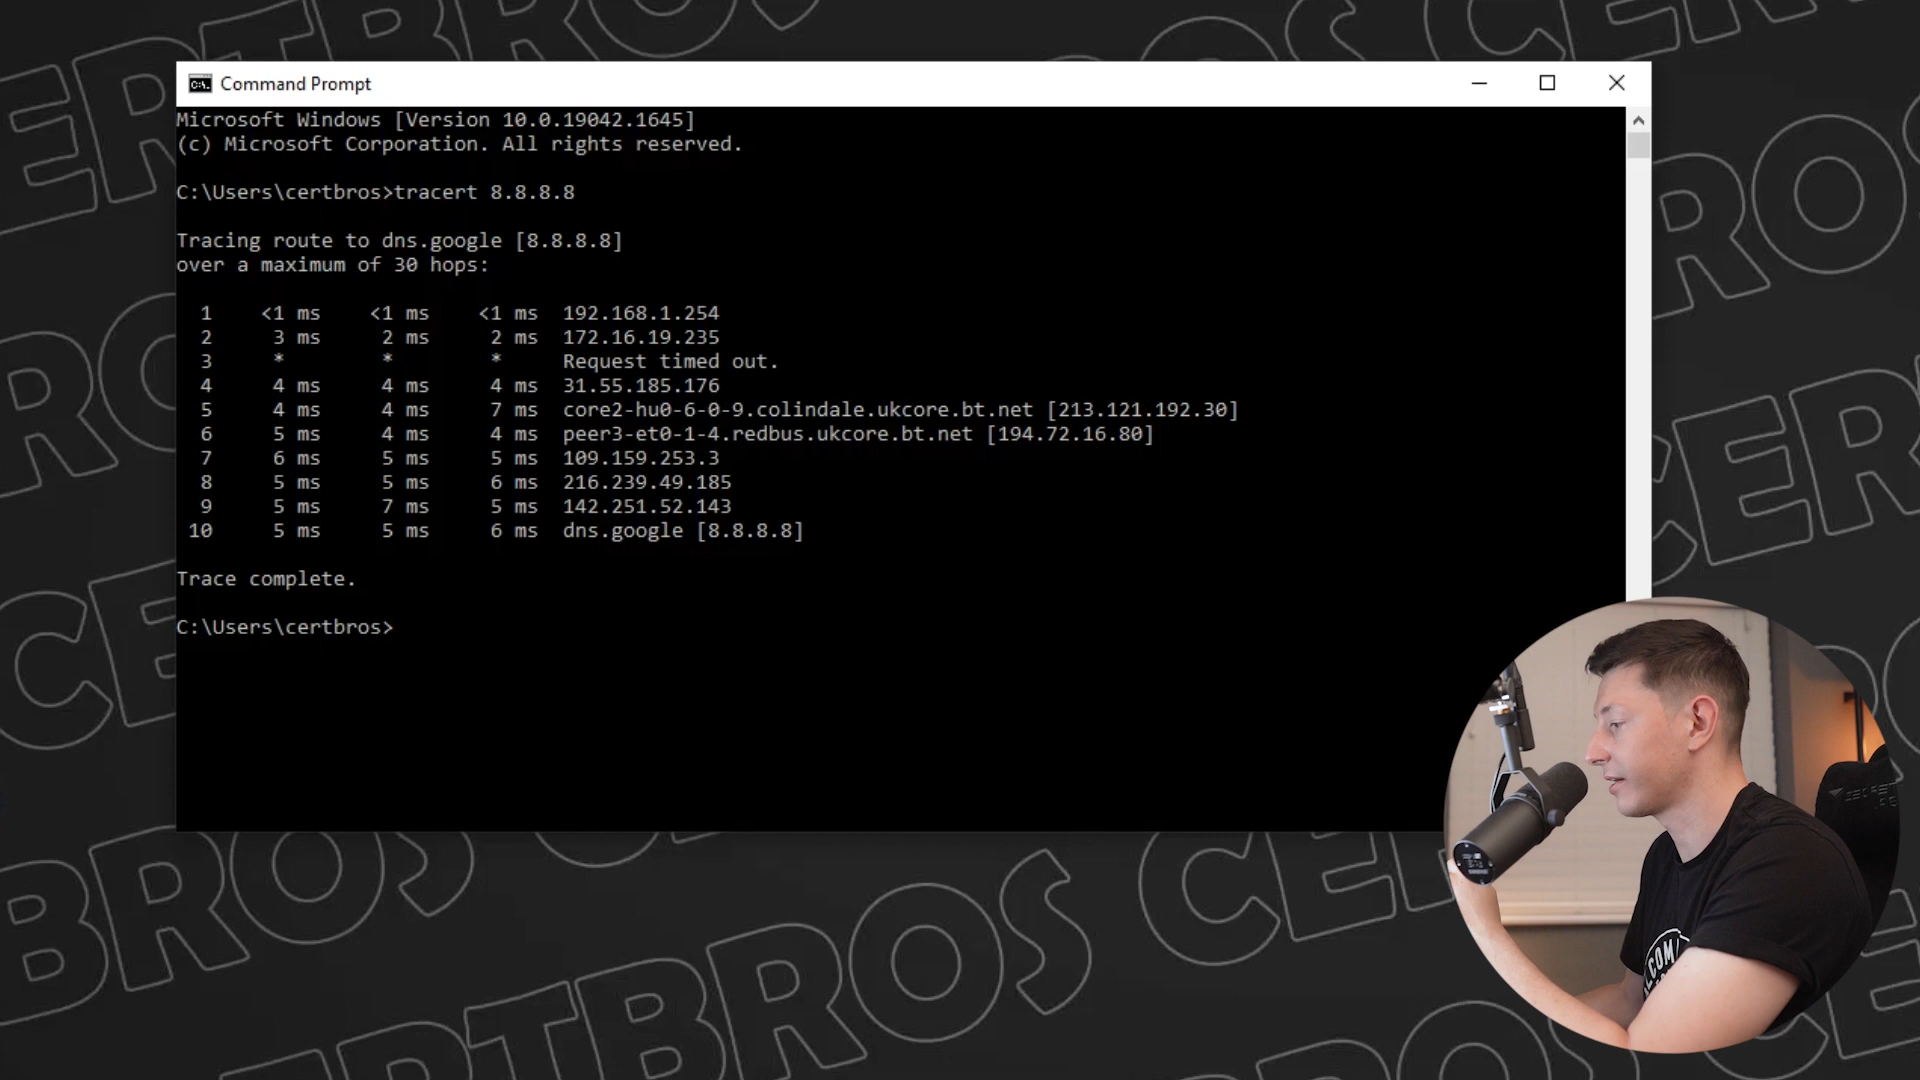 Command Prompt
Microsoft Windows [Version 10.0.19042.1645]
(c) Microsoft Corporation. All rights reserved.
C:\Users\certbros>tracert 8.8.8.8
Tracing route to dns.google [8.8.8.8]
over a maximum of 30 hops:
1 <1 ms <1 ms <1 ms 192.168.1.254
2 3 ms 2 ms 2 ms 172.16.19.235
3 * * * Request timed out.
4 4 ms 4 ms 4 ms 31.55.185.176
5 4 ms 4 ms 7 ms core2-hu0-6-0-9.colindale.ukcore.bt.net [213.121.192.30]
6 5 ms 4 ms 4 ms peer3-et0-1-4.redbus.ukcore.bt.net [194.72.16.80]
7 6 ms 5 ms 5 ms 109.159.253.3
8 5 ms 5 ms 6 ms 216.239.49.185
9 5 ms 7 ms 5 ms 142.251.52.143
10 5 ms 5 ms 6 ms dns.google [8.8.8.8]
Trace complete.
C:\Users\certbros>
BROS CERTBROS CERTBROS
CERTBROS CERTBROS